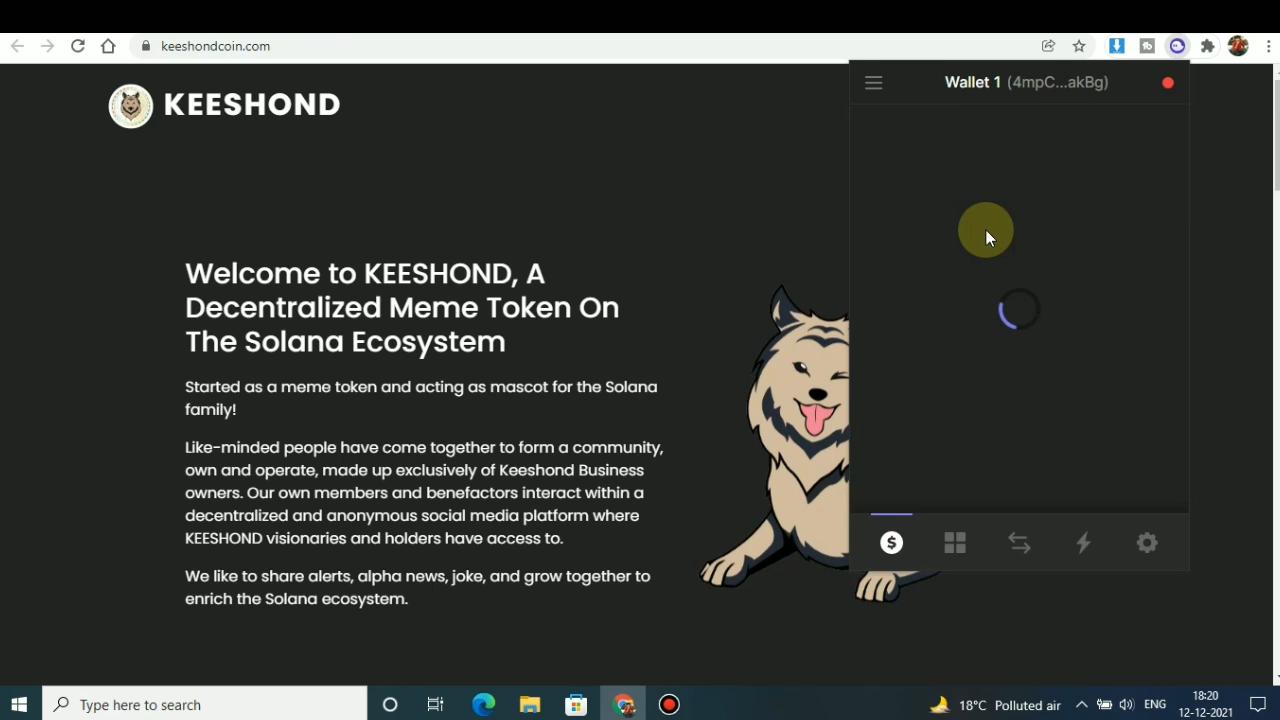 keeshondcoin.com
Wallet 1 (4mpC...akBg)
KEESHOND
Welcome to KEESHOND, A
Decentralized Meme Token On
The Solana Ecosystem
Started as a meme token and acting as mascot for the Solana
family!
Like-minded people have come together to form a community,
own and operate, made up exclusively of Keeshond Business
owners. Our own members and benefactors interact within a
decentralized and anonymous social media platform where
KEESHOND visionaries and holders have access to.
We like to share alerts, alpha news, joke, and grow together to
enrich the Solana ecosystem.
$
Type here to search
18°C Polluted air
ENG
18:20
12-12-2021